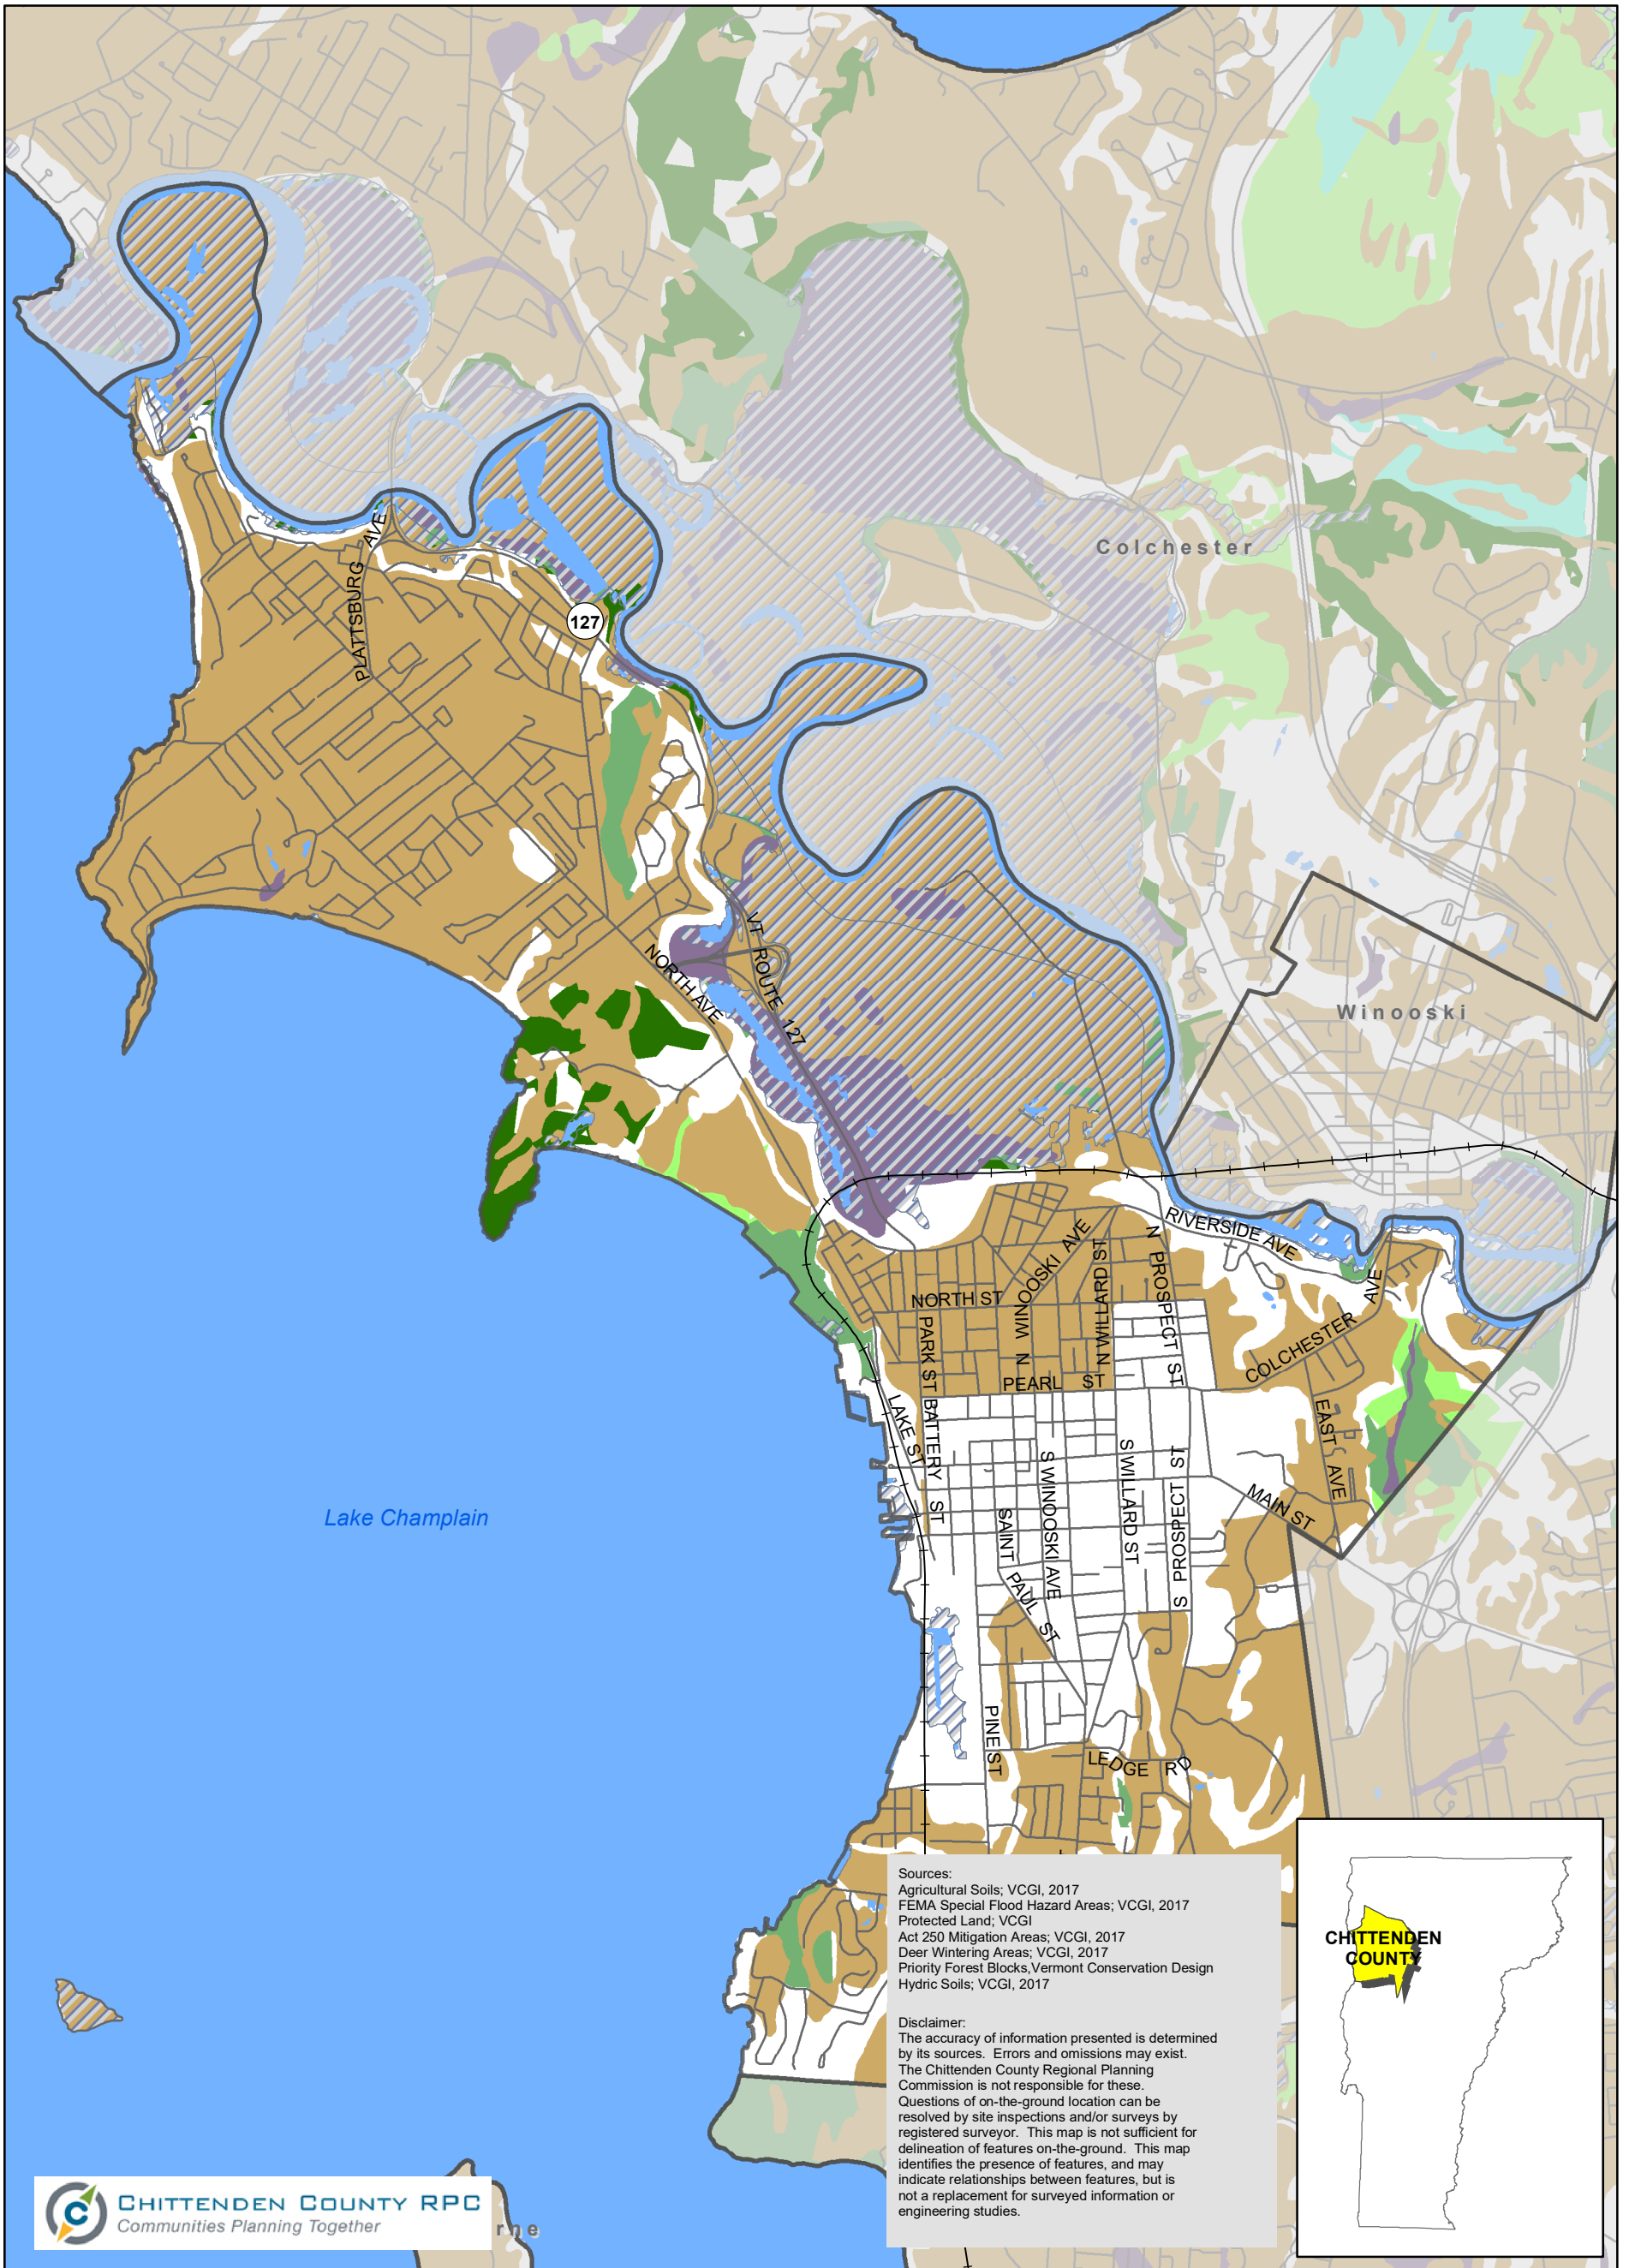 Colchester
PLATTSBURG AVE
127
VT ROUTE 127
NORTH AVE
Winooski
RIVERSIDE AVE
N WINOOSKI AVE
N WILLARD ST
N PROSPECT ST
NORTH ST
PARK ST
COLCHESTER AVE
PEARL ST
LAKE ST
BATTERY ST
EAST AVE
S WINOOSKI AVE
S WILLARD ST
S PROSPECT ST
MAIN ST
SAINT PAUL ST
Lake Champlain
PINE ST
LEDGE RD
Sources:
Agricultural Soils; VCGI, 2017
FEMA Special Flood Hazard Areas; VCGI, 2017
Protected Land; VCGI
Act 250 Mitigation Areas; VCGI, 2017
Deer Wintering Areas; VCGI, 2017
Priority Forest Blocks,Vermont Conservation Design
Hydric Soils; VCGI, 2017
Disclaimer:
The accuracy of information presented is determined
by its sources. Errors and omissions may exist.
The Chittenden County Regional Planning
Commission is not responsible for these.
Questions of on-the-ground location can be
resolved by site inspections and/or surveys by
registered surveyor. This map is not sufficient for
delineation of features on-the-ground. This map
identifies the presence of features, and may
indicate relationships between features, but is
not a replacement for surveyed information or
engineering studies.
CHITTENDEN
COUNTY
C
CHITTENDEN COUNTY RPC
Communities Planning Together
rne